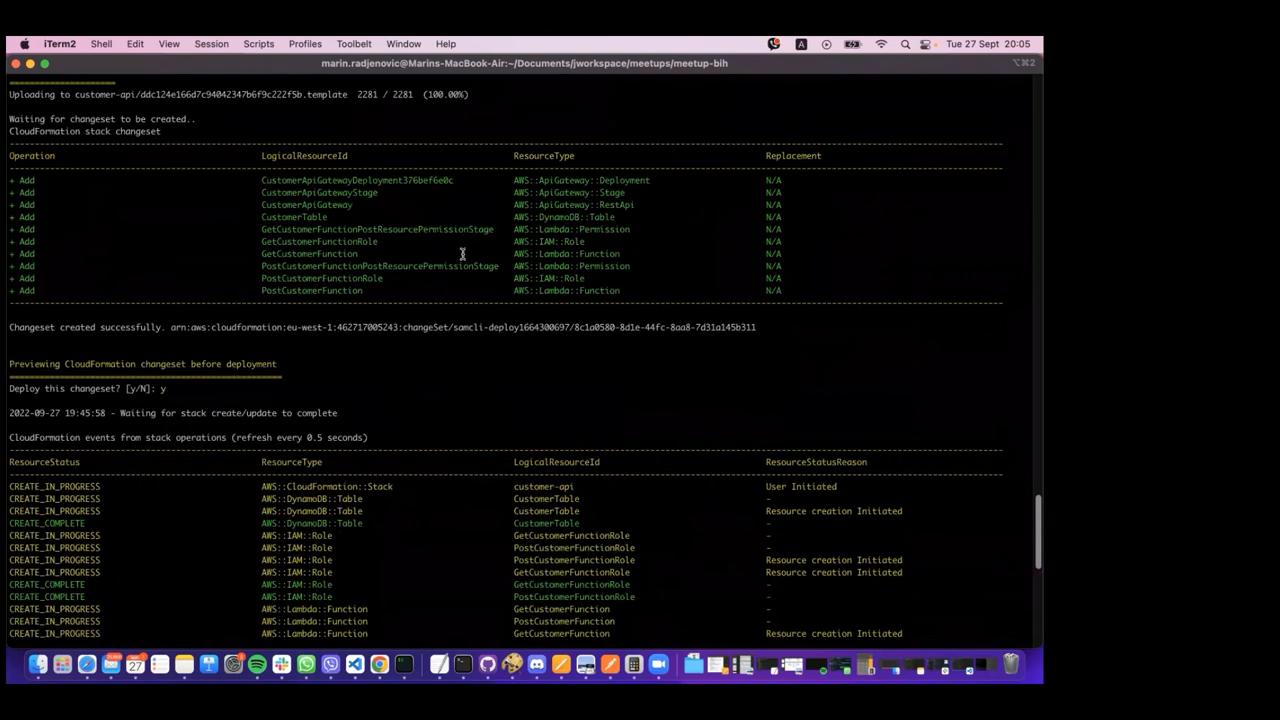 iTerm2 Shell Edit View Session Scripts Profiles Toolbelt Window Help A Tue 27 Sept 20:05
marin.radjenovic@Marins-MacBook-Air:~/Documents/jworkspace/meetups/meetup-bih ⌥⌘2
====================
Uploading to customer-api/ddc124e166d7c94042347b6f9c222f5b.template 2281 / 2281 (100.00%)
Waiting for changeset to be created..
CloudFormation stack changeset
Operation LogicalResourceId ResourceType Replacement
+ Add CustomerApiGatewayDeployment376bef6e0c AWS::ApiGateway::Deployment N/A
+ Add CustomerApiGatewayStage AWS::ApiGateway::Stage N/A
+ Add CustomerApiGateway AWS::ApiGateway::RestApi N/A
+ Add CustomerTable AWS::DynamoDB::Table N/A
+ Add GetCustomerFunctionPostResourcePermissionStage AWS::Lambda::Permission N/A
+ Add GetCustomerFunctionRole AWS::IAM::Role N/A
+ Add GetCustomerFunction AWS::Lambda::Function N/A
+ Add PostCustomerFunctionPostResourcePermissionStage AWS::Lambda::Permission N/A
+ Add PostCustomerFunctionRole AWS::IAM::Role N/A
+ Add PostCustomerFunction AWS::Lambda::Function N/A
Changeset created successfully. arn:aws:cloudformation:eu-west-1:462717005243:changeSet/samcli-deploy1664300697/8c1a0580-8d1e-44fc-8aa8-7d31a145b311
Previewing CloudFormation changeset before deployment
Deploy this changeset? [y/N]: y
2022-09-27 19:45:58 - Waiting for stack create/update to complete
CloudFormation events from stack operations (refresh every 0.5 seconds)
ResourceStatus ResourceType LogicalResourceId ResourceStatusReason
CREATE_IN_PROGRESS AWS::CloudFormation::Stack customer-api User Initiated
CREATE_IN_PROGRESS AWS::DynamoDB::Table CustomerTable -
CREATE_IN_PROGRESS AWS::DynamoDB::Table CustomerTable Resource creation Initiated
CREATE_COMPLETE AWS::DynamoDB::Table CustomerTable -
CREATE_IN_PROGRESS AWS::IAM::Role GetCustomerFunctionRole -
CREATE_IN_PROGRESS AWS::IAM::Role PostCustomerFunctionRole -
CREATE_IN_PROGRESS AWS::IAM::Role PostCustomerFunctionRole Resource creation Initiated
CREATE_IN_PROGRESS AWS::IAM::Role GetCustomerFunctionRole Resource creation Initiated
CREATE_COMPLETE AWS::IAM::Role GetCustomerFunctionRole -
CREATE_COMPLETE AWS::IAM::Role PostCustomerFunctionRole -
CREATE_IN_PROGRESS AWS::Lambda::Function GetCustomerFunction -
CREATE_IN_PROGRESS AWS::Lambda::Function PostCustomerFunction -
CREATE_IN_PROGRESS AWS::Lambda::Function GetCustomerFunction Resource creation Initiated
27